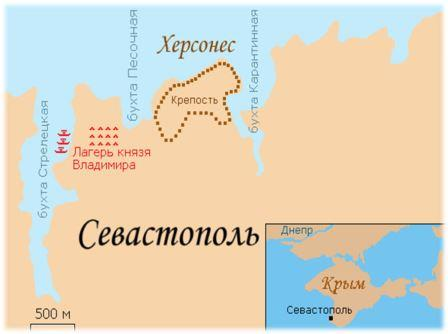 Херсонес
бухта Песочная
бухта Карантинная
Крепость
бухта Стрелецкая
Лагерь князя
Владимира
Севастополь
500 м
Днепр
Крым
Севастополь